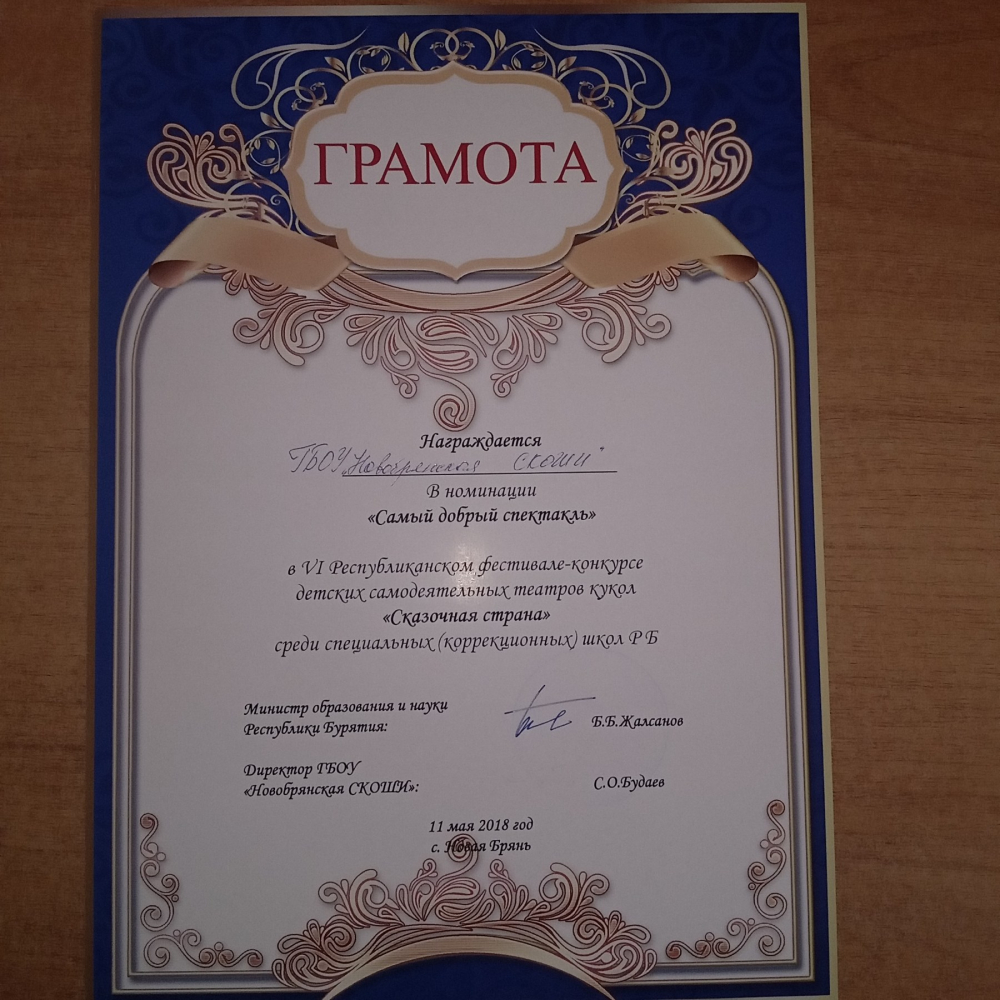 ГРАМОТА
Награждается
ГБОУ "Новобрянская СКОШИ"
В номинации
«Самый добрый спектакль»
в VI Республиканском фестивале-конкурсе
детских самодеятельных театров кукол
«Сказочная страна»
среди специальных (коррекционных) школ Р Б
Министр образования и науки
Республики Бурятия: Б.Б.Жалсанов
Директор ГБОУ
«Новобрянская СКОШИ»: С.О.Будаев
11 мая 2018 год
с. Новая Брянь